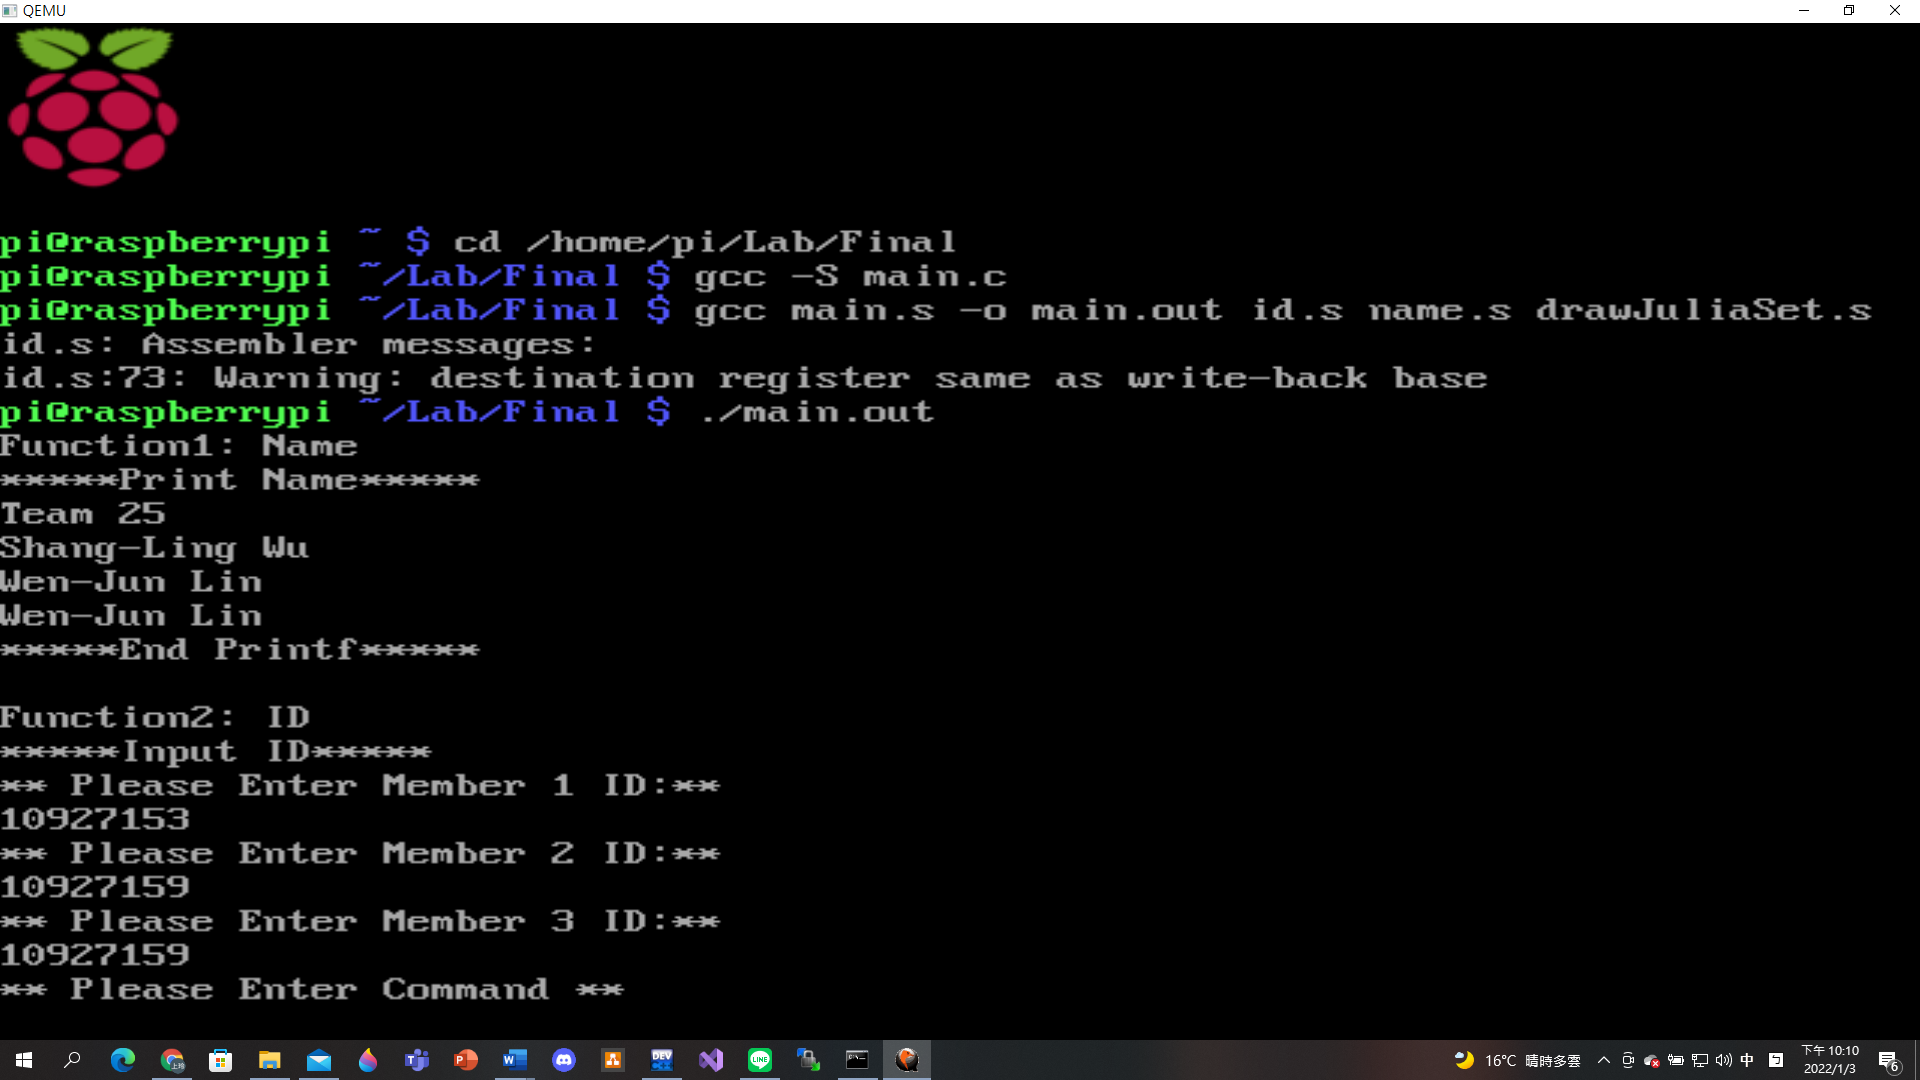 QEMU
pi@raspberrypi ~ $ cd /home/pi/Lab/Final
pi@raspberrypi ~/Lab/Final $ gcc -S main.c
pi@raspberrypi ~/Lab/Final $ gcc main.s -o main.out id.s name.s drawJuliaSet.s
id.s: Assembler messages:
id.s:73: Warning: destination register same as write-back base
pi@raspberrypi ~/Lab/Final $ ./main.out
Function1: Name
*****Print Name*****
Team 25
Shang-Ling Wu
Wen-Jun Lin
Wen-Jun Lin
*****End Printf*****
Function2: ID
*****Input ID*****
** Please Enter Member 1 ID:**
10927153
** Please Enter Member 2 ID:**
10927159
** Please Enter Member 3 ID:**
10927159
** Please Enter Command **
DEV
LINE
16°C 晴時多雲
中
下午 10:10
2022/1/3
6